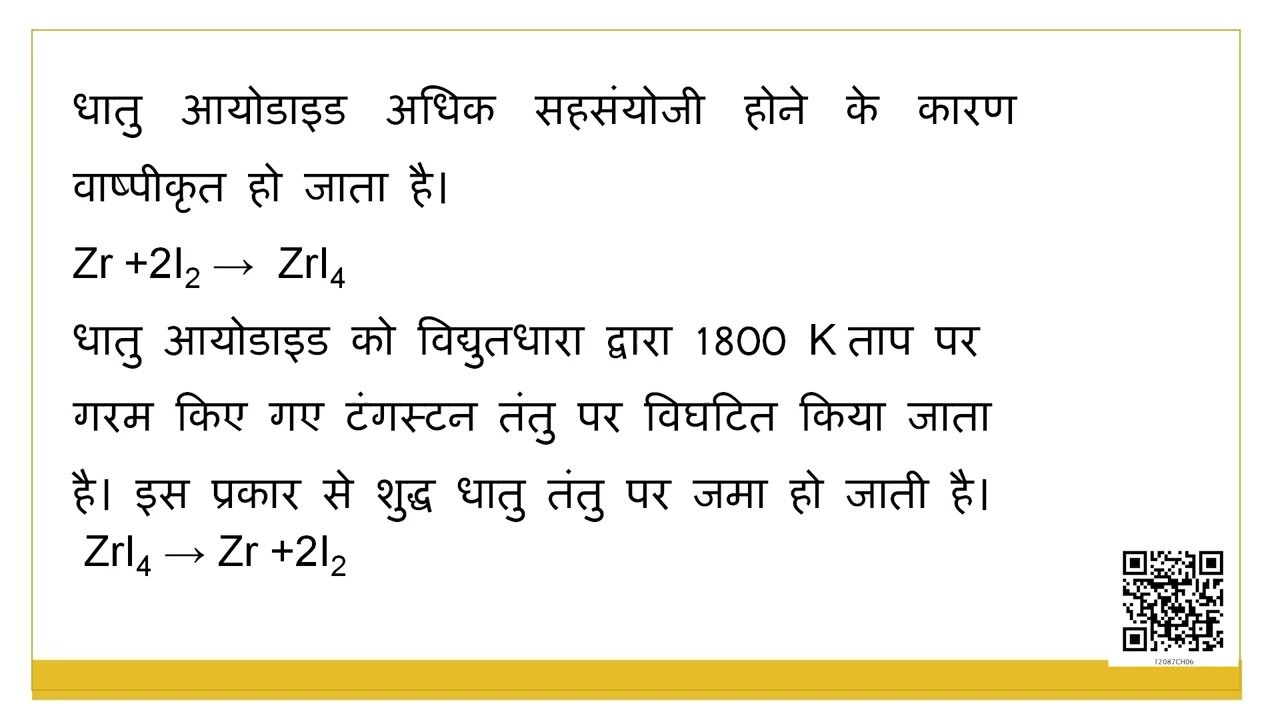 धातु आयोडाइड अधिक सहसंयोजी होने के कारण
वाष्पीकृत हो जाता है।
Zr +2I₂ → ZrI₄
धातु आयोडाइड को विद्युतधारा द्वारा 1800 K ताप पर
गरम किए गए टंगस्टन तंतु पर विघटित किया जाता
है। इस प्रकार से शुद्ध धातु तंतु पर जमा हो जाती है।
ZrI₄ → Zr +2I₂
12087CH06